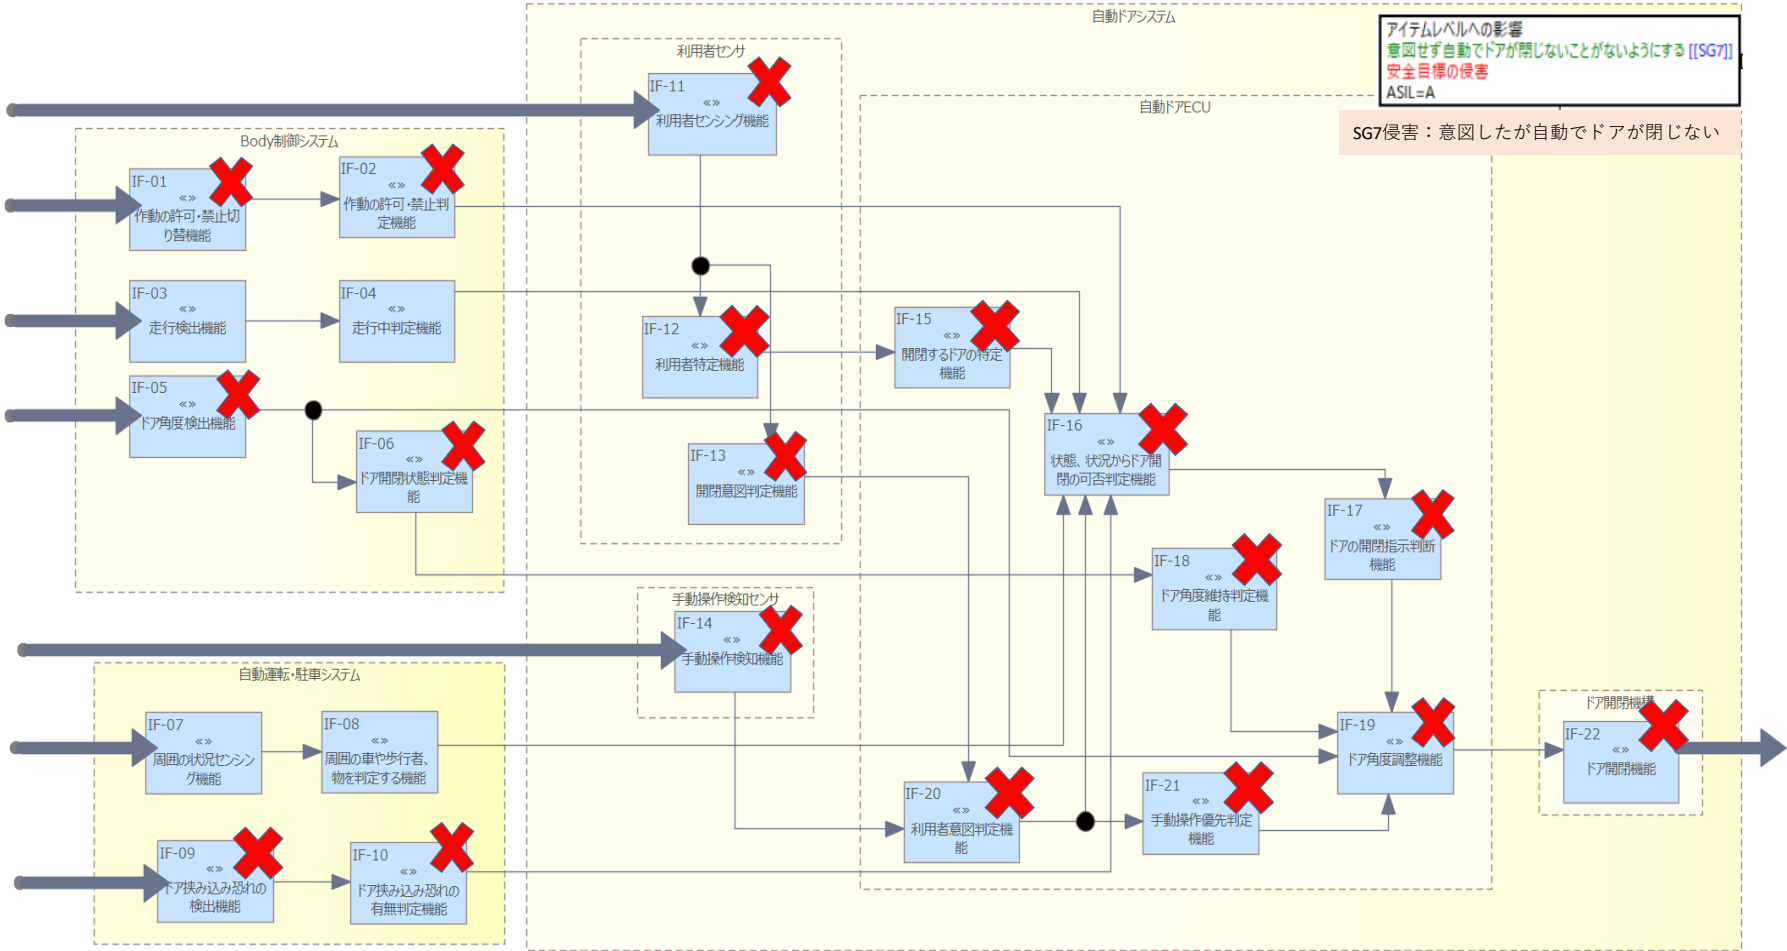 自動ドアシステム
アイテムレベルへの影響
意図せず自動でドアが閉じないことがないようにする [[SG7]]
安全目標の侵害
ASIL=A
SG7侵害：意図したが自動でドアが閉じない
利用者センサ
IF-11
«»
利用者センシング機能
自動ドアECU
Body制御システム
IF-01
«»
作動の許可・禁止切
り替機能
IF-02
«»
作動の許可・禁止判
定機能
IF-03
«»
走行検出機能
IF-04
«»
走行中判定機能
IF-12
«»
利用者特定機能
IF-15
«»
開閉するドアの特定
機能
IF-05
«»
ドア角度検出機能
IF-06
«»
ドア開閉状態判定機
能
IF-13
«»
開閉意図判定機能
IF-16
«»
状態、状況からドア開
閉の可否判定機能
IF-17
«»
ドアの開閉指示判断
機能
IF-18
«»
ドア角度維持判定機
能
手動操作検知センサ
IF-14
«»
手動操作検知機能
自動運転・駐車システム
IF-07
«»
周囲の状況センシン
グ機能
IF-08
«»
周囲の車や歩行者、
物を判定する機能
IF-19
«»
ドア角度調整機能
ドア開閉機構
IF-22
«»
ドア開閉機能
IF-20
«»
利用者意図判定機
能
IF-21
«»
手動操作優先判定
機能
IF-09
«»
ドア挟み込み恐れの
検出機能
IF-10
«»
ドア挟み込み恐れの
有無判定機能